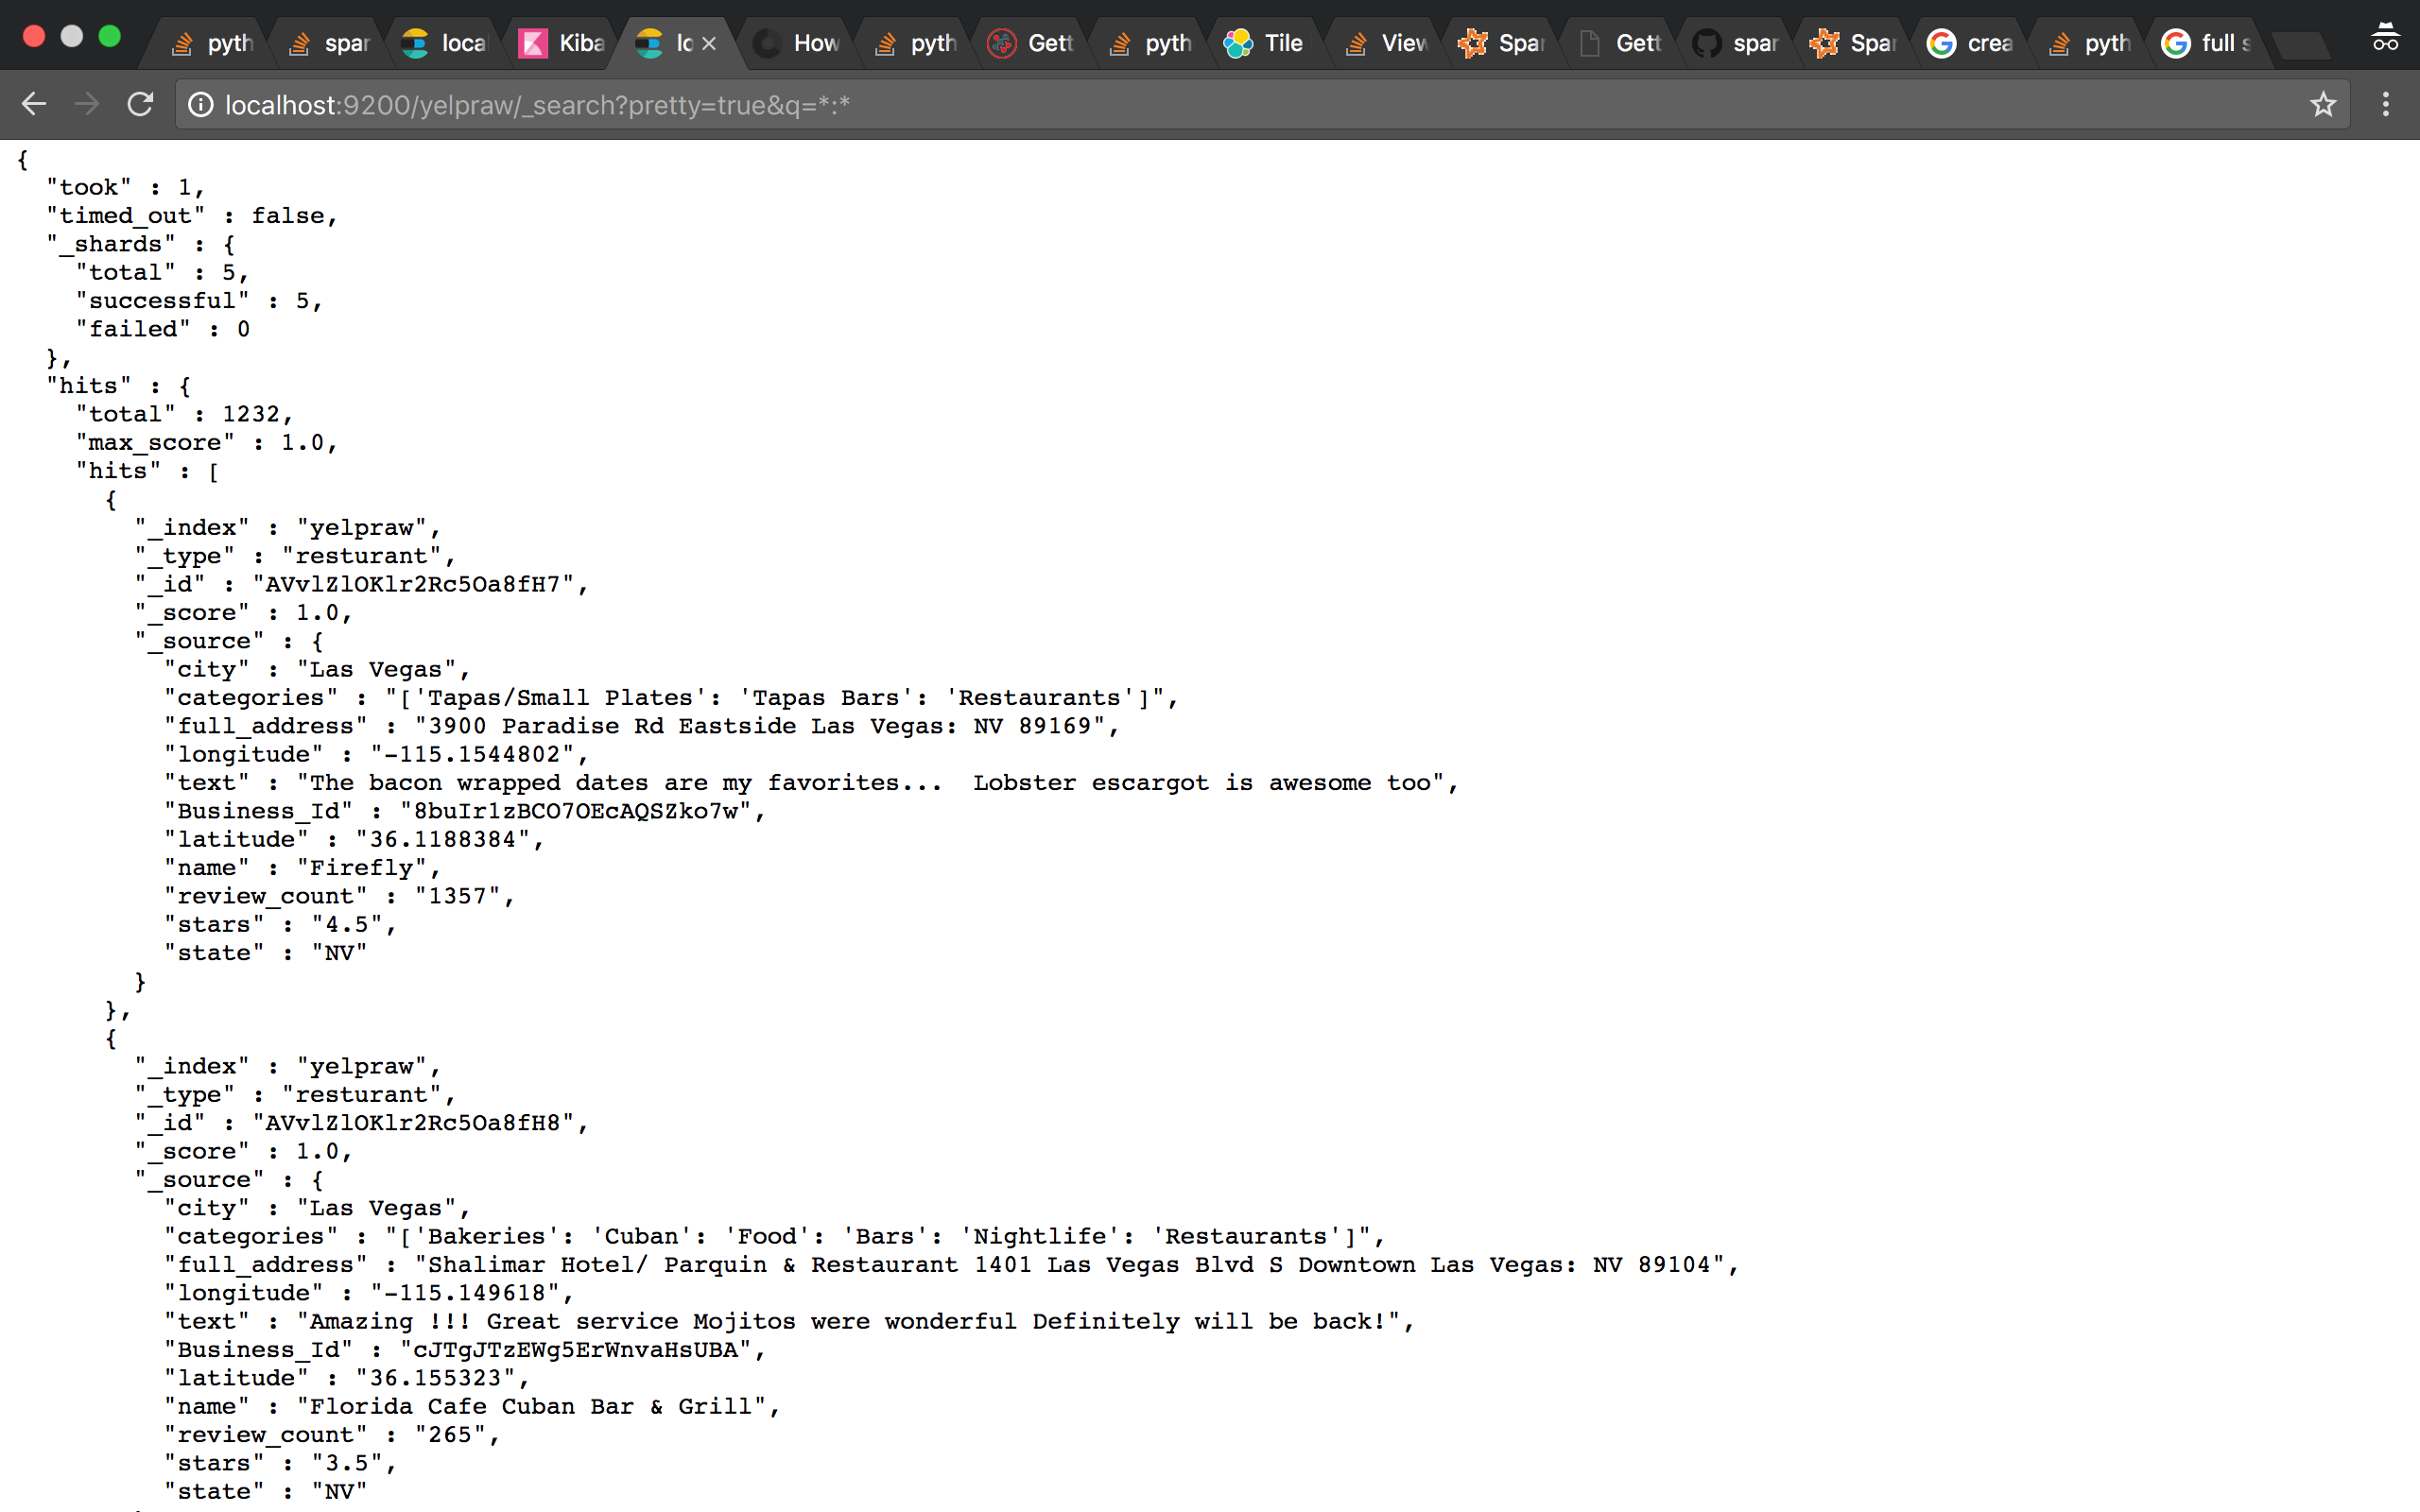 pyth spar loca Kiba lo How pyth Gett pyth Tile View Spar Gett spar Spar crea pyth full s
localhost:9200/yelpraw/_search?pretty=true&q=*:*
{
"took" : 1,
"timed_out" : false,
"_shards" : {
"total" : 5,
"successful" : 5,
"failed" : 0
},
"hits" : {
"total" : 1232,
"max_score" : 1.0,
"hits" : [
{
"_index" : "yelpraw",
"_type" : "resturant",
"_id" : "AVvlZlOKlr2Rc5Oa8fH7",
"_score" : 1.0,
"_source" : {
"city" : "Las Vegas",
"categories" : "['Tapas/Small Plates': 'Tapas Bars': 'Restaurants']",
"full_address" : "3900 Paradise Rd Eastside Las Vegas: NV 89169",
"longitude" : "-115.1544802",
"text" : "The bacon wrapped dates are my favorites...  Lobster escargot is awesome too",
"Business_Id" : "8buIr1zBCO7OEcAQSZko7w",
"latitude" : "36.1188384",
"name" : "Firefly",
"review_count" : "1357",
"stars" : "4.5",
"state" : "NV"
}
},
{
"_index" : "yelpraw",
"_type" : "resturant",
"_id" : "AVvlZlOKlr2Rc5Oa8fH8",
"_score" : 1.0,
"_source" : {
"city" : "Las Vegas",
"categories" : "['Bakeries': 'Cuban': 'Food': 'Bars': 'Nightlife': 'Restaurants']",
"full_address" : "Shalimar Hotel/ Parquin & Restaurant 1401 Las Vegas Blvd S Downtown Las Vegas: NV 89104",
"longitude" : "-115.149618",
"text" : "Amazing !!! Great service Mojitos were wonderful Definitely will be back!",
"Business_Id" : "cJTgJTzEWg5ErWnvaHsUBA",
"latitude" : "36.155323",
"name" : "Florida Cafe Cuban Bar & Grill",
"review_count" : "265",
"stars" : "3.5",
"state" : "NV"